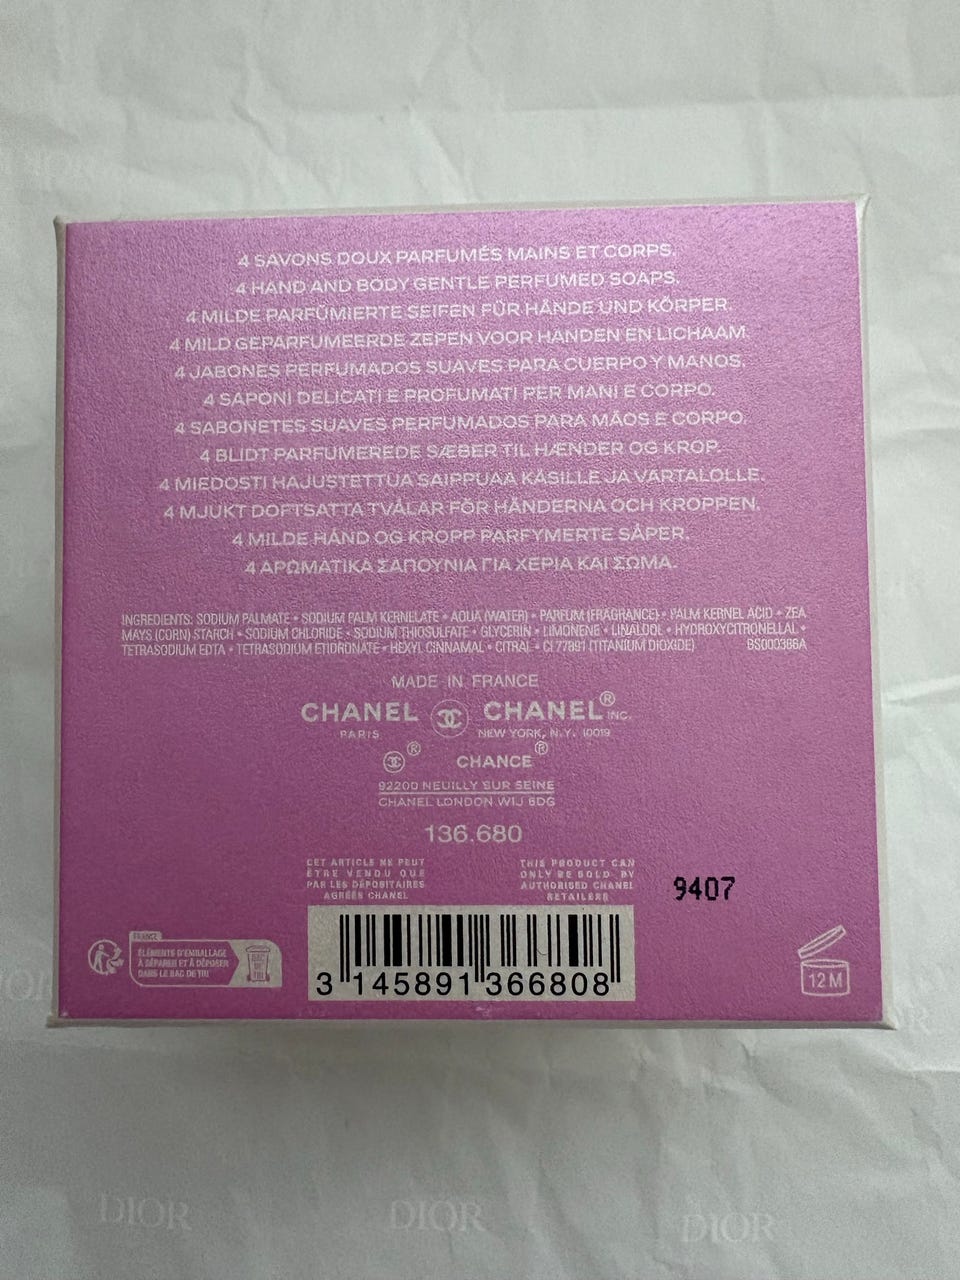 4 SAVONS DOUX PARFUMÉS MAINS ET CORPS.
4 HAND AND BODY GENTLE PERFUMED SOAPS.
4 MILDE PARFÜMIERTE SEIFEN FÜR HÄNDE UND KÖRPER.
4 MILD GEPARFUMEERDE ZEPEN VOOR HANDEN EN LICHAAM.
4 JABONES PERFUMADOS SUAVES PARA CUERPO Y MANOS.
4 SAPONI DELICATI E PROFUMATI PER MANI E CORPO.
4 SABONETES SUAVES PERFUMADOS PARA MÃOS E CORPO.
4 BLIDT PARFUMEREDE SÆBER TIL HÆNDER OG KROP.
4 MIEDOSTI HAJUSTETTUA SAIPPUAA KÄSILLE JA VARTALOLLE.
4 MJUKT DOFTSATTA TVÅLAR FÖR HÄNDERNA OCH KROPPEN.
4 MILDE HÅND OG KROPP PARFYMERTE SÅPER.
4 ΑΡΩΜΑΤΙΚΑ ΣΑΠΟΥΝΙΑ ΓΙΑ ΧΕΡΙΑ ΚΑΙ ΣΩΜΑ.
INGREDIENTS: SODIUM PALMATE • SODIUM PALM KERNELATE • AQUA (WATER) • PARFUM (FRAGRANCE) • PALM KERNEL ACID • ZEA
MAYS (CORN) STARCH • SODIUM CHLORIDE • SODIUM THIOSULFATE • GLYCERIN • LIMONENE • LINALOOL • HYDROXYCITRONELLAL •
TETRASODIUM EDTA • TETRASODIUM ETIDRONATE • HEXYL CINNAMAL • CITRAL • CI 77891 (TITANIUM DIOXIDE) BS000386A
MADE IN FRANCE
CHANEL CHANEL® INC.
PARIS NEW YORK, N.Y. 10019
® CHANCE®
92200 NEUILLY SUR SEINE
CHANEL LONDON W1J 6DG
136.680
CET ARTICLE NE PEUT
ÊTRE VENDU QUE
PAR LES DÉPOSITAIRES
AGRÉÉS CHANEL
THIS PRODUCT CAN
ONLY BE SOLD BY
AUTHORISED CHANEL
RETAILERS
9407
FRANCE
ÉLÉMENTS D'EMBALLAGE
À SÉPARER ET À DÉPOSER
DANS LE BAC DE TRI
BAC
DE
TRI
3 145891 366808
12 M
DIOR DIOR DIOR